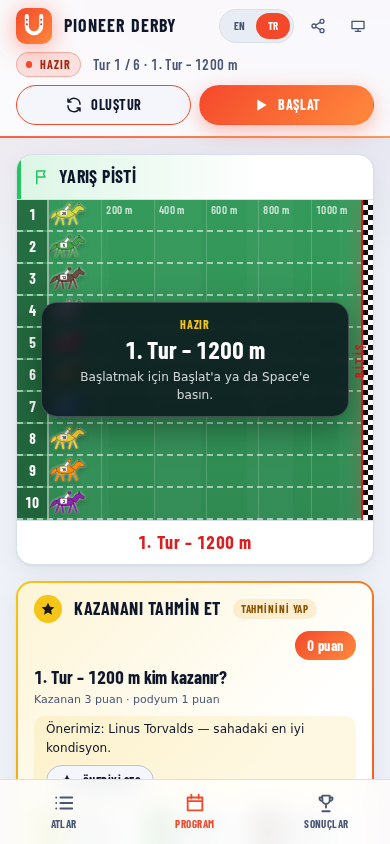 PIONEER DERBY
EN TR
HAZIR Tur 1 / 6 · 1. Tur – 1200 m
OLUŞTUR BAŞLAT
YARIŞ PİSTİ
200 m 400 m 600 m 800 m 1000 m
1
2
3
4
5
6
7
8
9
10
BİTİŞ
HAZIR
1. Tur – 1200 m
Başlatmak için Başlat'a ya da Space'e
basın.
1. Tur – 1200 m
KAZANANI TAHMİN ET TAHMİNİNİ YAP
0 puan
1. Tur – 1200 m kim kazanır?
Kazanan 3 puan · podyum 1 puan
Önerimiz: Linus Torvalds — sahadaki en iyi
kondisyon.
ATLAR PROGRAM SONUÇLAR